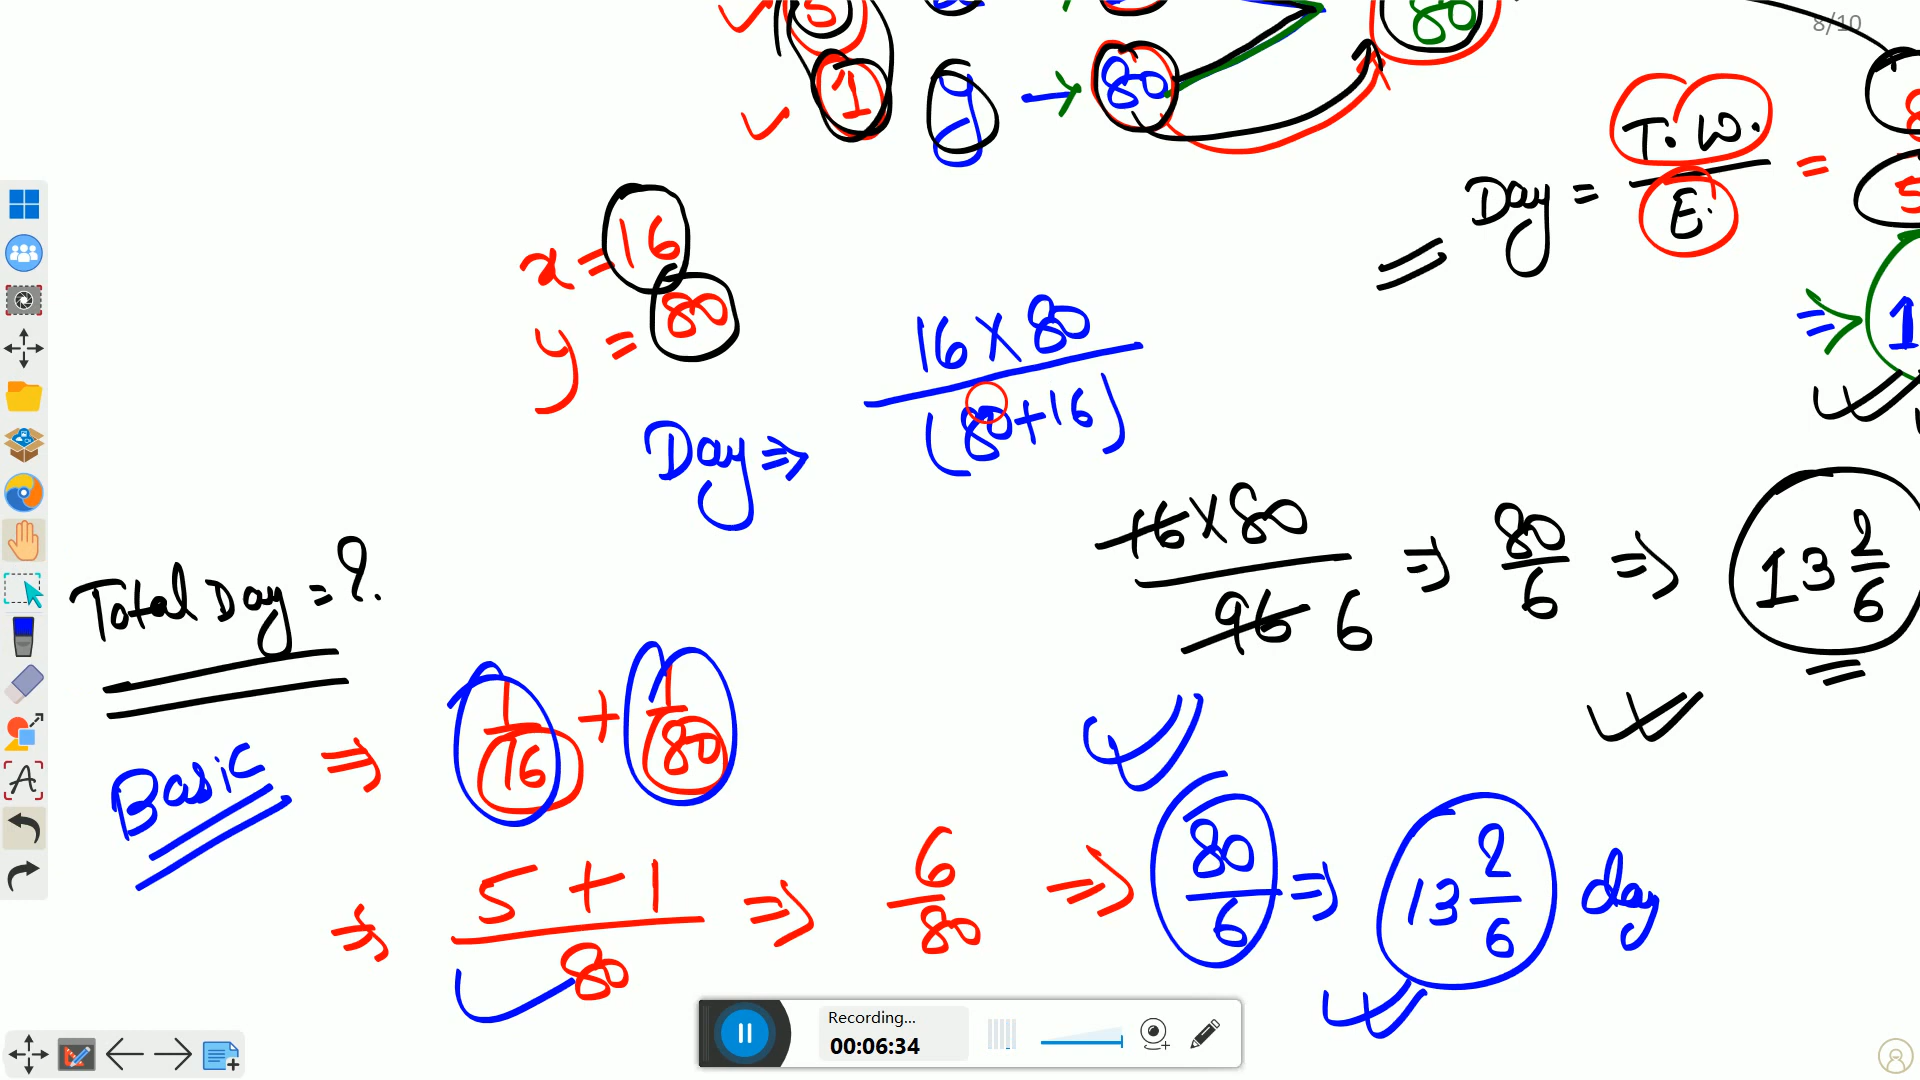 5
8/10
80
1 2 → 80
Day = T.W. / E. =
x = 16
y = 80
16 × 80
Day ⇒ (80+16)
16 × 80 / 96 6 ⇒ 80/6 ⇒ 13 2/6
Total Day = ?
Basic ⇒ 1/16 + 1/80
⇒ 5 + 1 / 80 ⇒ 6/80 ⇒ 80/6 ⇒ 13 2/6 day
Recording...
00:06:34